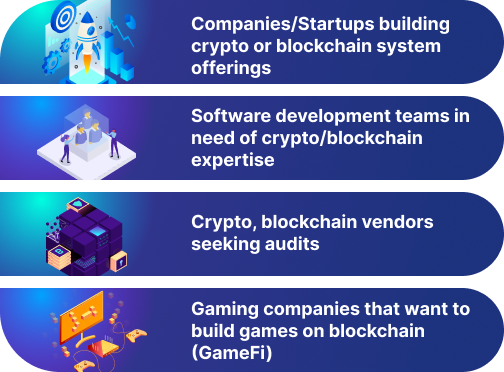 Companies/Startups building
crypto or blockchain system
offerings
Software development teams in
need of crypto/blockchain
expertise
Crypto, blockchain vendors
seeking audits
Gaming companies that want to
build games on blockchain
(GameFi)